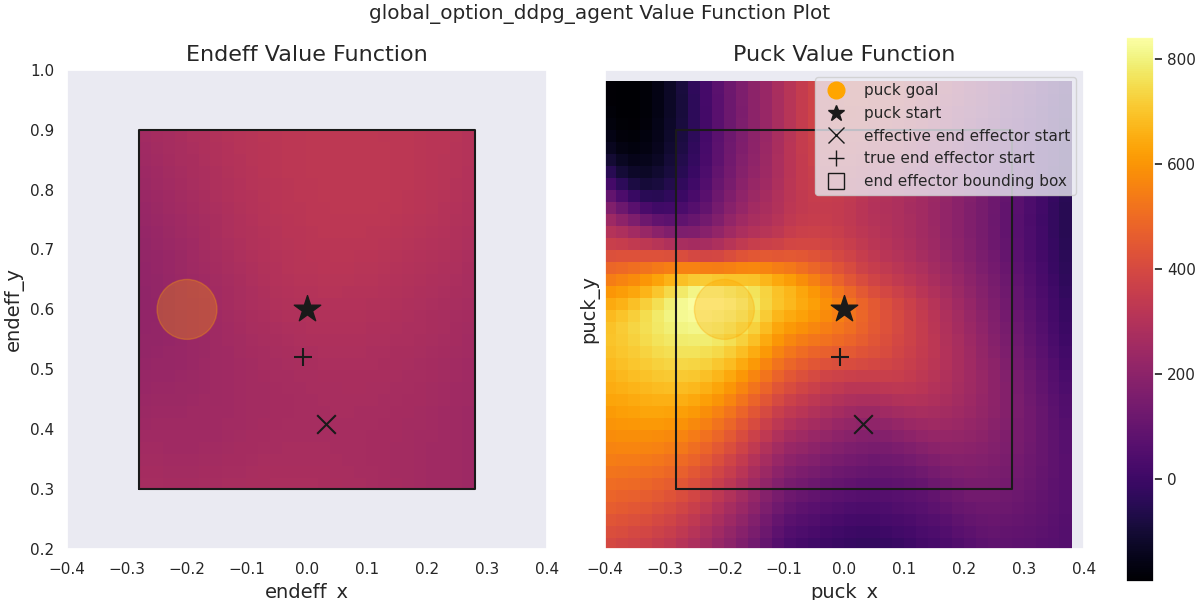 global_option_ddpg_agent Value Function Plot
Endeff Value Function
1.0
0.9
0.8
0.7
0.6
0.5
0.4
0.3
0.2
endeff_y
−0.4 −0.3 −0.2 −0.1 0.0 0.1 0.2 0.3 0.4
endeff_x
Puck Value Function
puck goal
puck start
effective end effector start
true end effector start
end effector bounding box
puck_y
−0.4 −0.3 −0.2 −0.1 0.0 0.1 0.2 0.3 0.4
puck_x
800
600
400
200
0